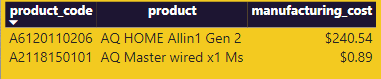 product_code product manufacturing_cost
A6120110206 AQ HOME Allin1 Gen 2 $240.54
A2118150101 AQ Master wired x1 Ms $0.89